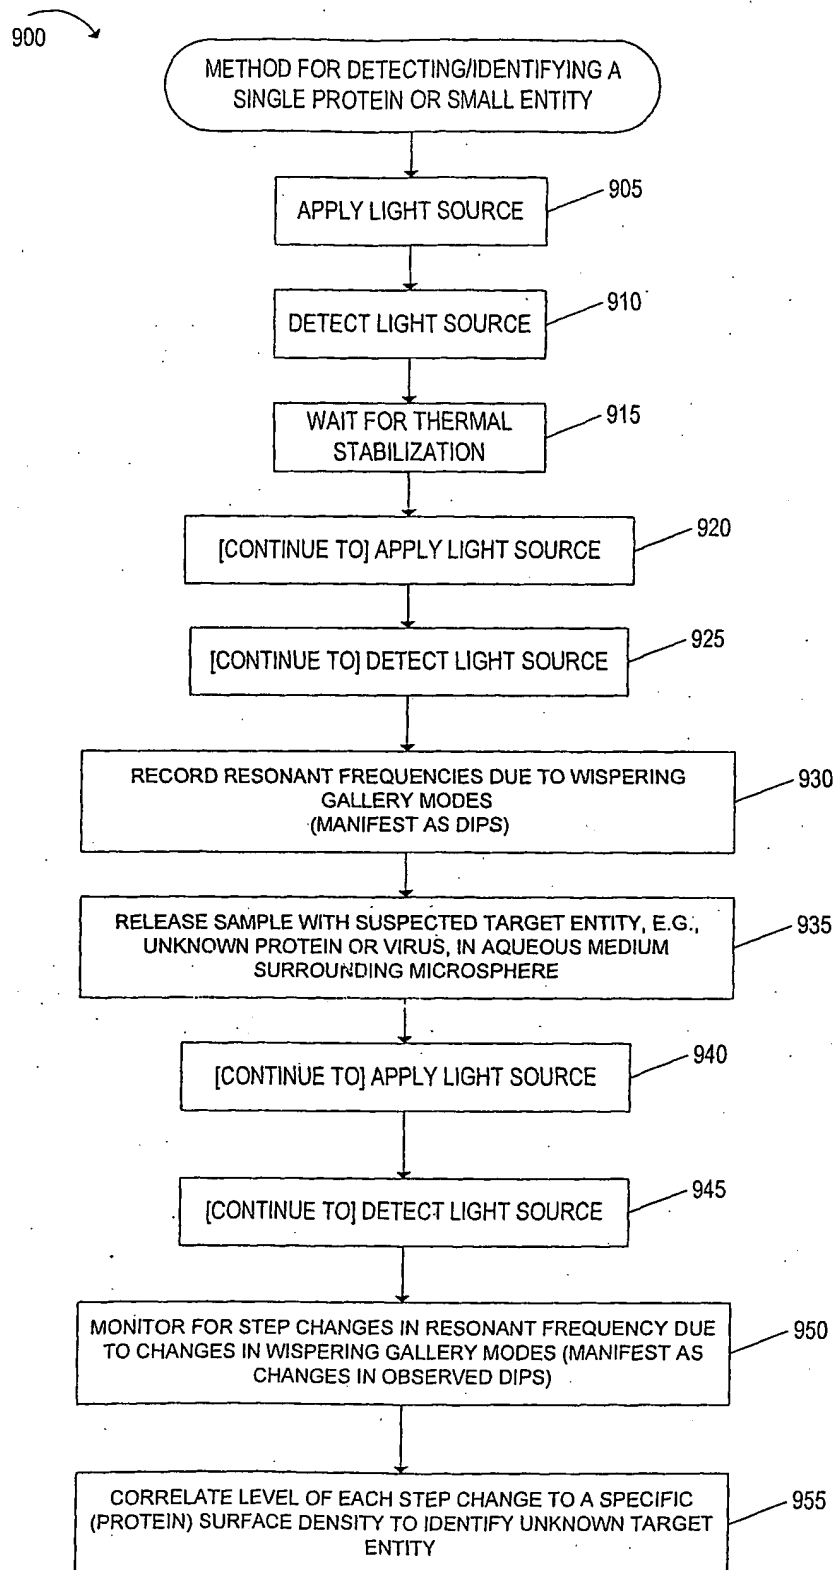 900
METHOD FOR DETECTING/IDENTIFYING A
SINGLE PROTEIN OR SMALL ENTITY
APPLY LIGHT SOURCE
905
DETECT LIGHT SOURCE
910
WAIT FOR THERMAL
STABILIZATION
915
[CONTINUE TO] APPLY LIGHT SOURCE
920
[CONTINUE TO] DETECT LIGHT SOURCE
925
RECORD RESONANT FREQUENCIES DUE TO WISPERING
GALLERY MODES
(MANIFEST AS DIPS)
930
RELEASE SAMPLE WITH SUSPECTED TARGET ENTITY, E.G.,
UNKNOWN PROTEIN OR VIRUS, IN AQUEOUS MEDIUM
SURROUNDING MICROSPHERE
935
[CONTINUE TO] APPLY LIGHT SOURCE
940
[CONTINUE TO] DETECT LIGHT SOURCE
945
MONITOR FOR STEP CHANGES IN RESONANT FREQUENCY DUE
TO CHANGES IN WISPERING GALLERY MODES (MANIFEST AS
CHANGES IN OBSERVED DIPS)
950
CORRELATE LEVEL OF EACH STEP CHANGE TO A SPECIFIC
(PROTEIN) SURFACE DENSITY TO IDENTIFY UNKNOWN TARGET
ENTITY
955